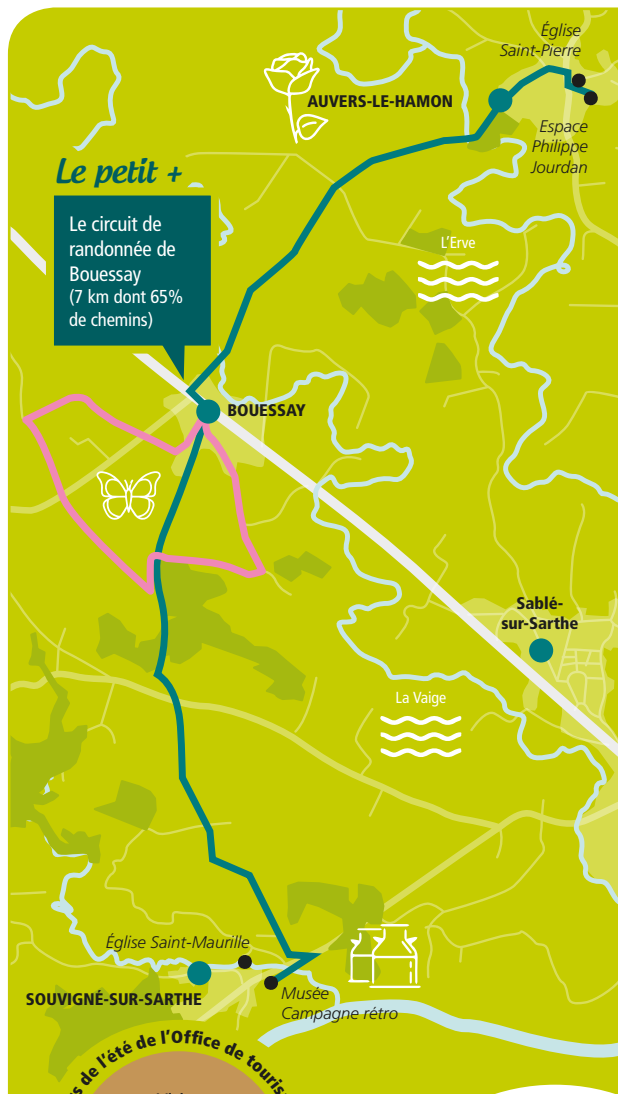 Église
Saint-Pierre
AUVERS-LE-HAMON
Espace
Philippe
Jourdan
Le petit +
Le circuit de
randonnée de
Bouessay
(7 km dont 65%
de chemins)
L'Erve
BOUESSAY
Sablé-
sur-Sarthe
La Vaige
Église Saint-Maurille
SOUVIGNÉ-SUR-SARTHE
Musée
Campagne rétro
de l'été de l'Office de